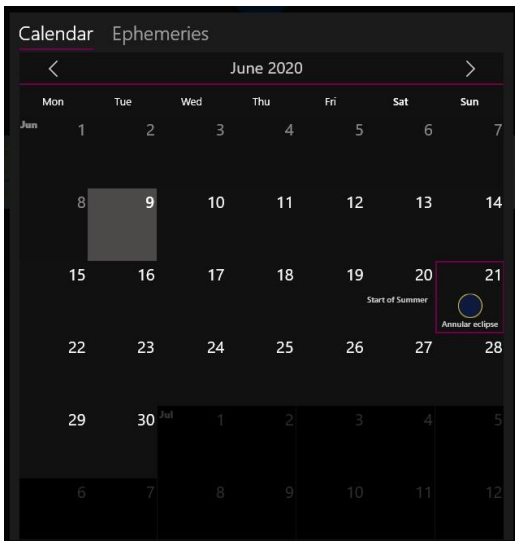 Calendar Ephemeries
June 2020
Mon Tue Wed Thu Fri Sat Sun
Jun 1 2 3 4 5 6 7
8 9 10 11 12 13 14
15 16 17 18 19 20 21
Start of Summer
Annular eclipse
22 23 24 25 26 27 28
29 30 Jul 1 2 3 4 5
6 7 8 9 10 11 12